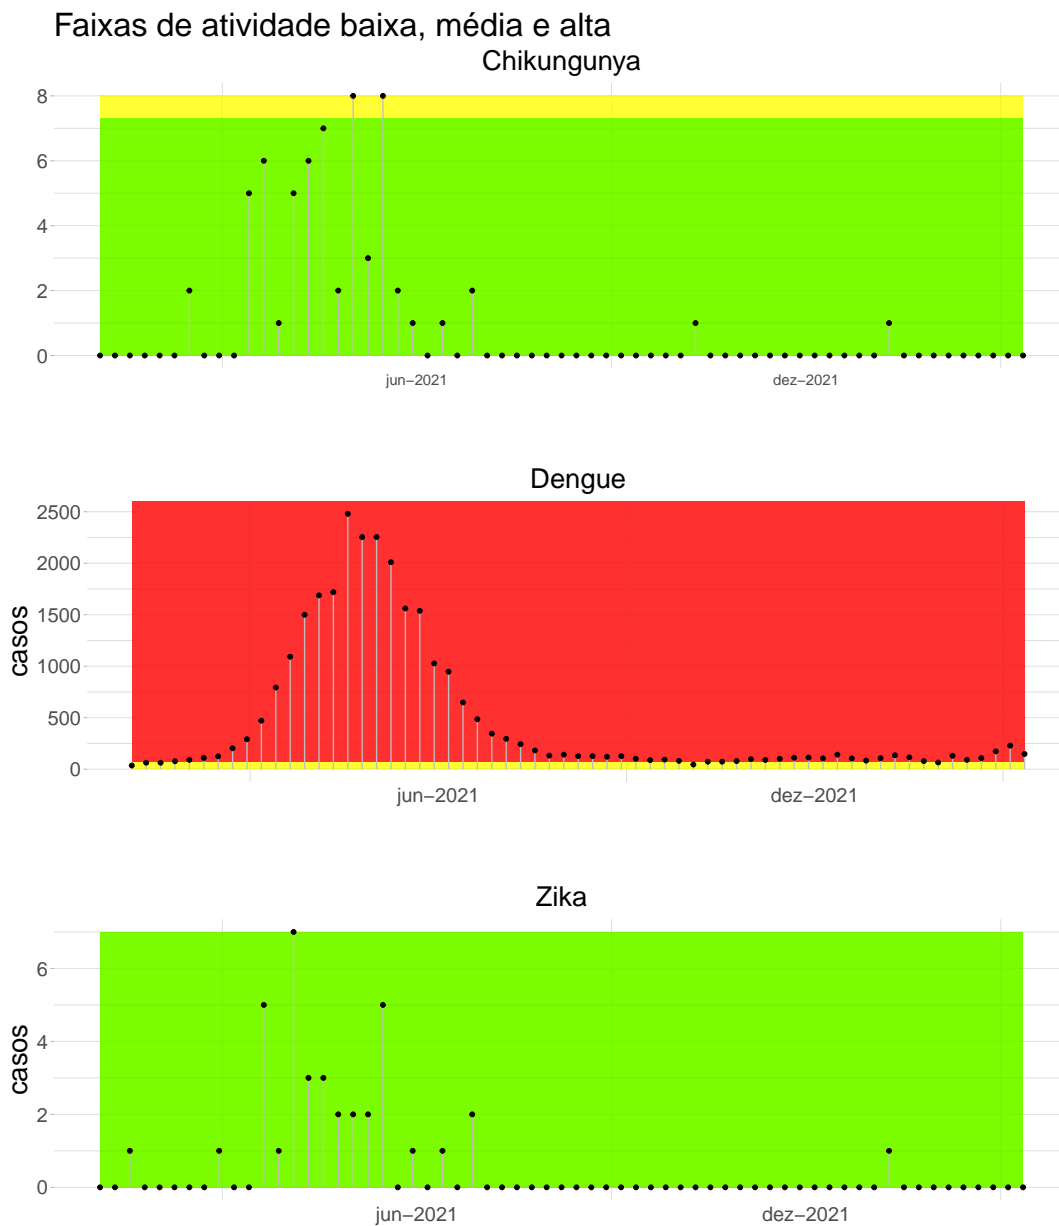 Faixas de atividade baixa, média e alta
Chikungunya
8
6
4
2
0
jun−2021 dez−2021
Dengue
2500
2000
1500
1000
500
0
casos
jun−2021 dez−2021
Zika
6
4
2
0
casos
jun−2021 dez−2021